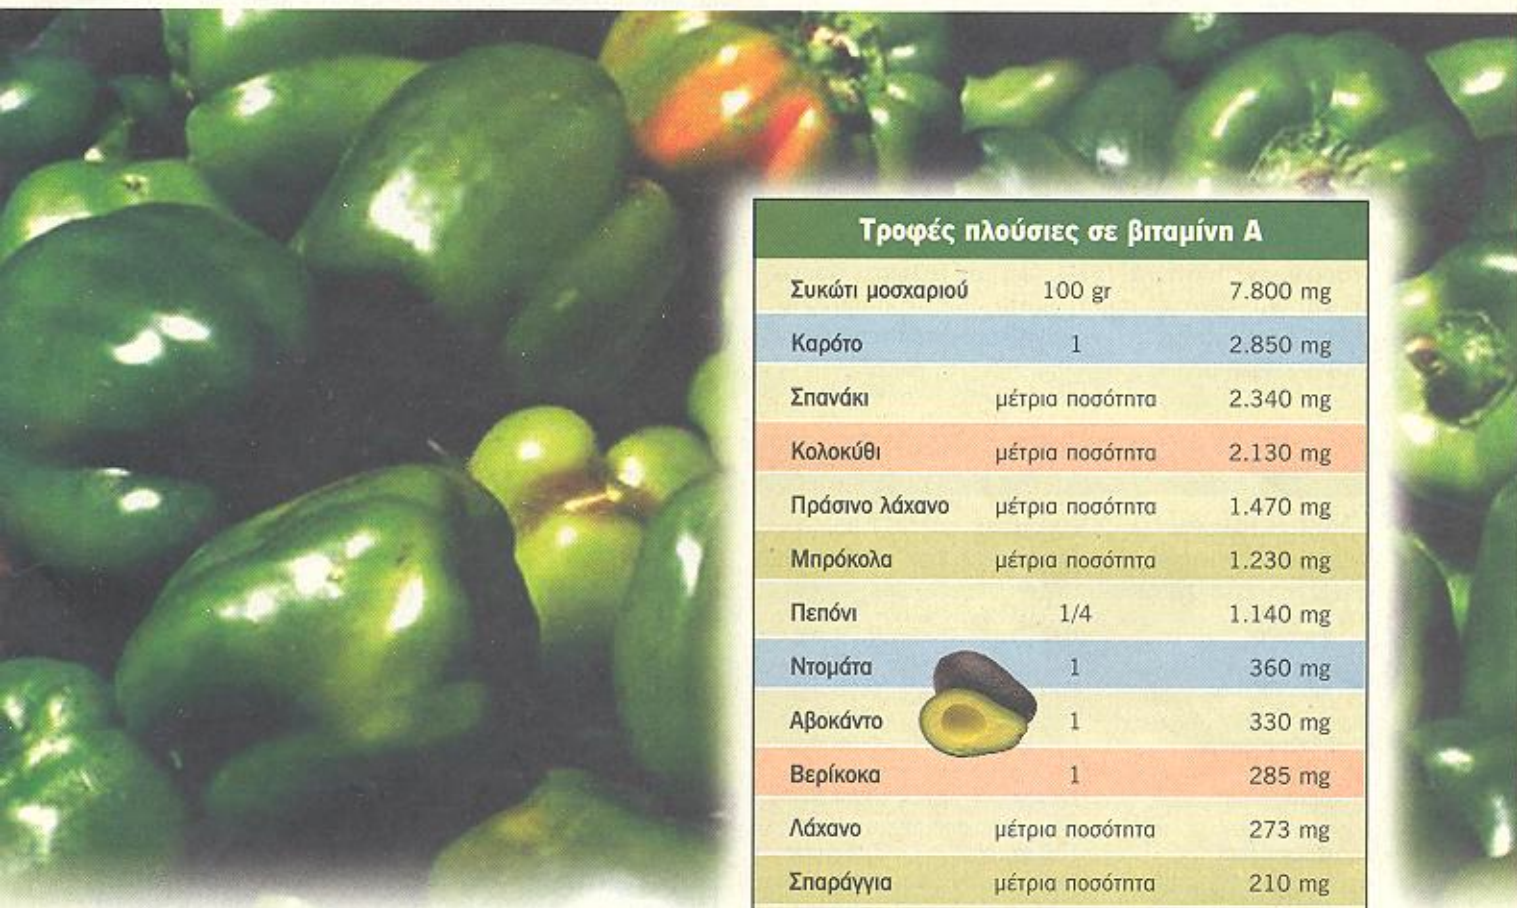 Τροφές πλούσιες σε βιταμίνη Α
Συκώτι μοσχαριού 100 gr 7.800 mg
Καρότο 1 2.850 mg
Σπανάκι μέτρια ποσότητα 2.340 mg
Κολοκύθι μέτρια ποσότητα 2.130 mg
Πράσινο λάχανο μέτρια ποσότητα 1.470 mg
Μπρόκολα μέτρια ποσότητα 1.230 mg
Πεπόνι 1/4 1.140 mg
Ντομάτα 1 360 mg
Αβοκάντο 1 330 mg
Βερίκοκα 1 285 mg
Λάχανο μέτρια ποσότητα 273 mg
Σπαράγγια μέτρια ποσότητα 210 mg